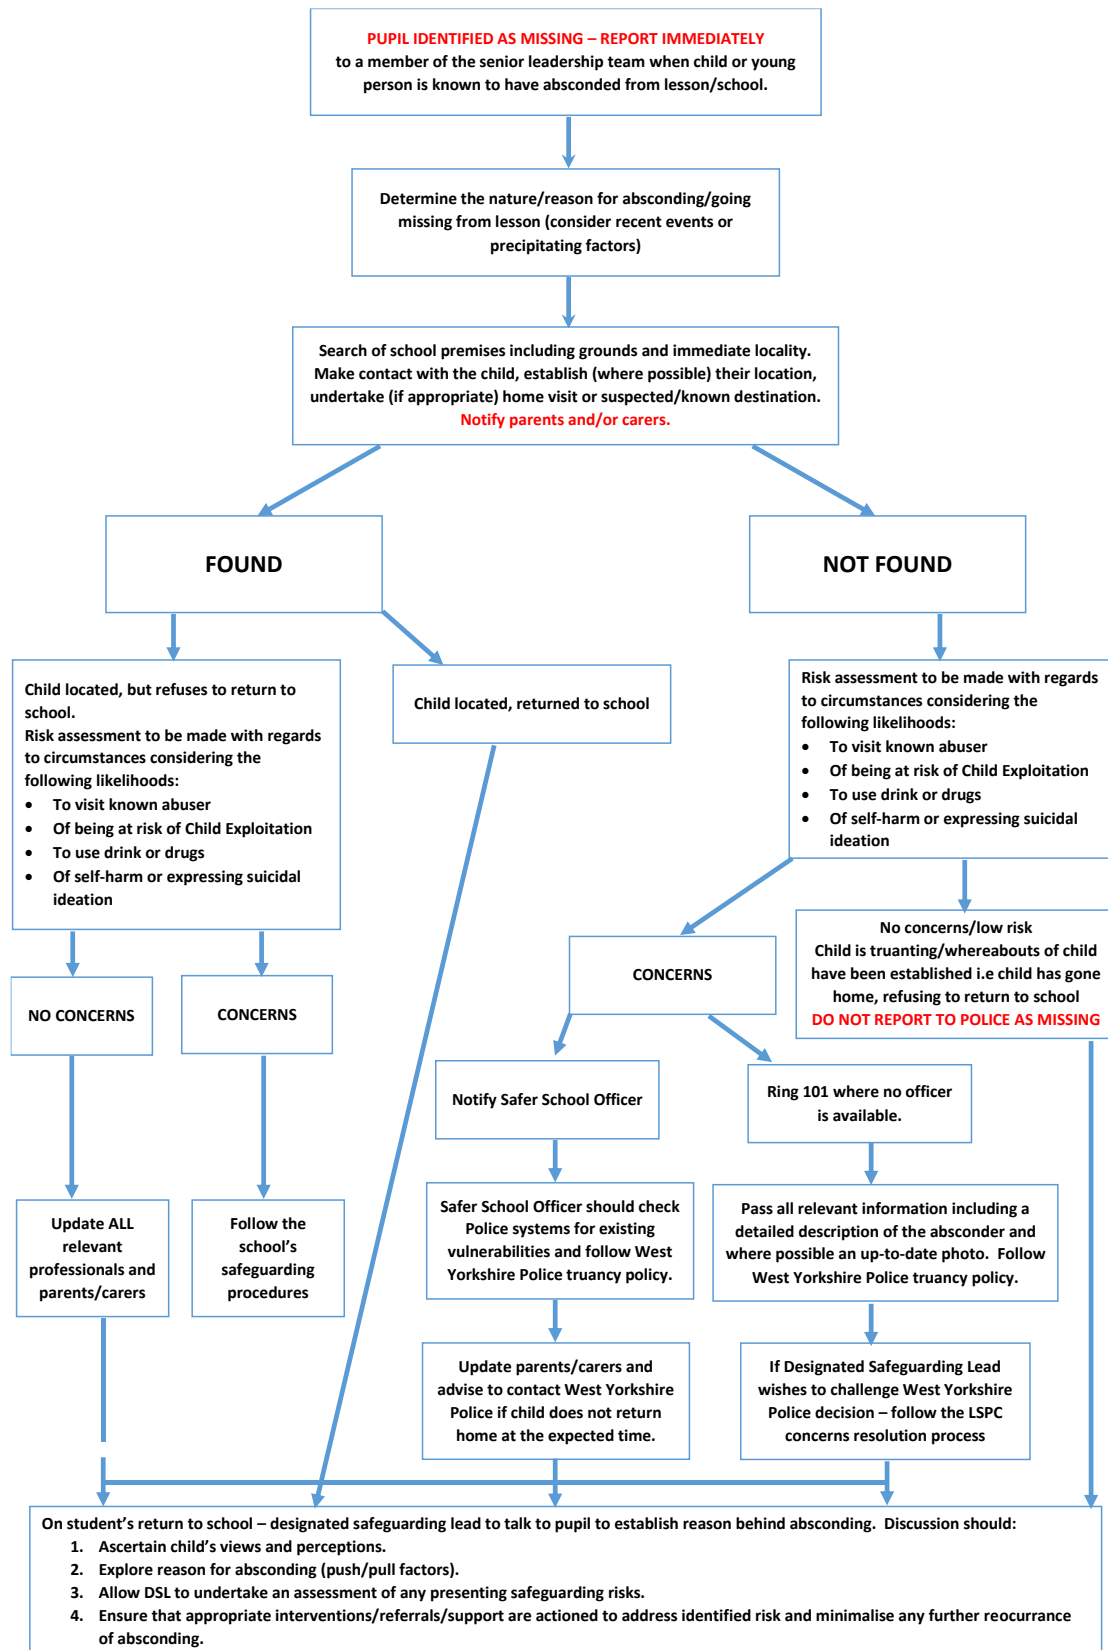 PUPIL IDENTIFIED AS MISSING – REPORT IMMEDIATELY
to a member of the senior leadership team when child or young
person is known to have absconded from lesson/school.
Determine the nature/reason for absconding/going
missing from lesson (consider recent events or
precipitating factors)
Search of school premises including grounds and immediate locality.
Make contact with the child, establish (where possible) their location,
undertake (if appropriate) home visit or suspected/known destination.
Notify parents and/or carers.
FOUND
NOT FOUND
Child located, but refuses to return to
school.
Risk assessment to be made with regards
to circumstances considering the
following likelihoods:
• To visit known abuser
• Of being at risk of Child Exploitation
• To use drink or drugs
• Of self-harm or expressing suicidal
ideation
Child located, returned to school
Risk assessment to be made with regards
to circumstances considering the
following likelihoods:
• To visit known abuser
• Of being at risk of Child Exploitation
• To use drink or drugs
• Of self-harm or expressing suicidal
ideation
NO CONCERNS
CONCERNS
CONCERNS
No concerns/low risk
Child is truanting/whereabouts of child
have been established i.e child has gone
home, refusing to return to school
DO NOT REPORT TO POLICE AS MISSING
Notify Safer School Officer
Ring 101 where no officer
is available.
Update ALL
relevant
professionals and
parents/carers
Follow the
school’s
safeguarding
procedures
Safer School Officer should check
Police systems for existing
vulnerabilities and follow West
Yorkshire Police truancy policy.
Pass all relevant information including a
detailed description of the absconder and
where possible an up-to-date photo. Follow
West Yorkshire Police truancy policy.
Update parents/carers and
advise to contact West Yorkshire
Police if child does not return
home at the expected time.
If Designated Safeguarding Lead
wishes to challenge West Yorkshire
Police decision – follow the LSPC
concerns resolution process
On student’s return to school – designated safeguarding lead to talk to pupil to establish reason behind absconding. Discussion should:
1. Ascertain child’s views and perceptions.
2. Explore reason for absconding (push/pull factors).
3. Allow DSL to undertake an assessment of any presenting safeguarding risks.
4. Ensure that appropriate interventions/referrals/support are actioned to address identified risk and minimalise any further reocurrance
of absconding.